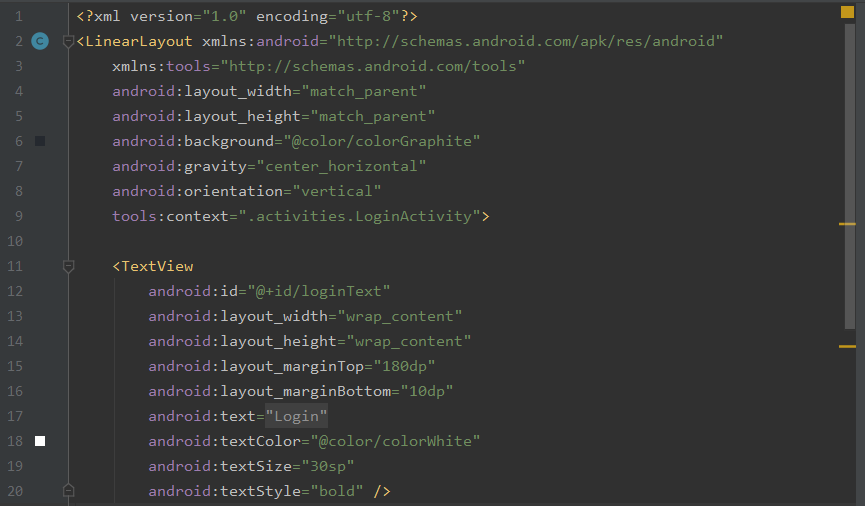 1 <?xml version="1.0" encoding="utf-8"?>
2 C <LinearLayout xmlns:android="http://schemas.android.com/apk/res/android"
3     xmlns:tools="http://schemas.android.com/tools"
4     android:layout_width="match_parent"
5     android:layout_height="match_parent"
6     android:background="@color/colorGraphite"
7     android:gravity="center_horizontal"
8     android:orientation="vertical"
9     tools:context=".activities.LoginActivity">
10
11     <TextView
12         android:id="@+id/loginText"
13         android:layout_width="wrap_content"
14         android:layout_height="wrap_content"
15         android:layout_marginTop="180dp"
16         android:layout_marginBottom="10dp"
17         android:text="Login"
18         android:textColor="@color/colorWhite"
19         android:textSize="30sp"
20         android:textStyle="bold" />